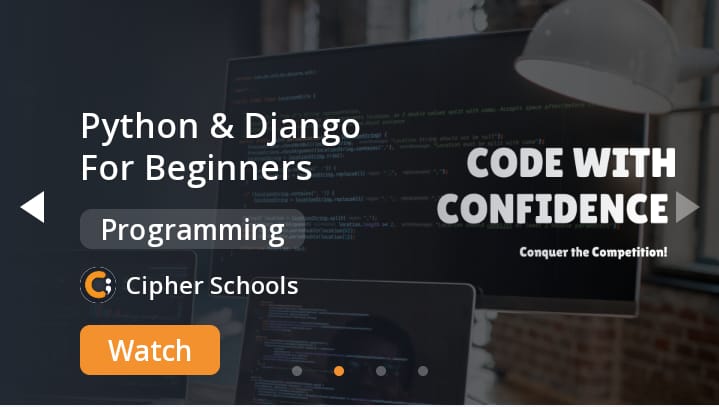 Python & Django
For Beginners
Programming
Cipher Schools
Watch
CODE WITH
CONFIDENCE
Conquer the Competition!